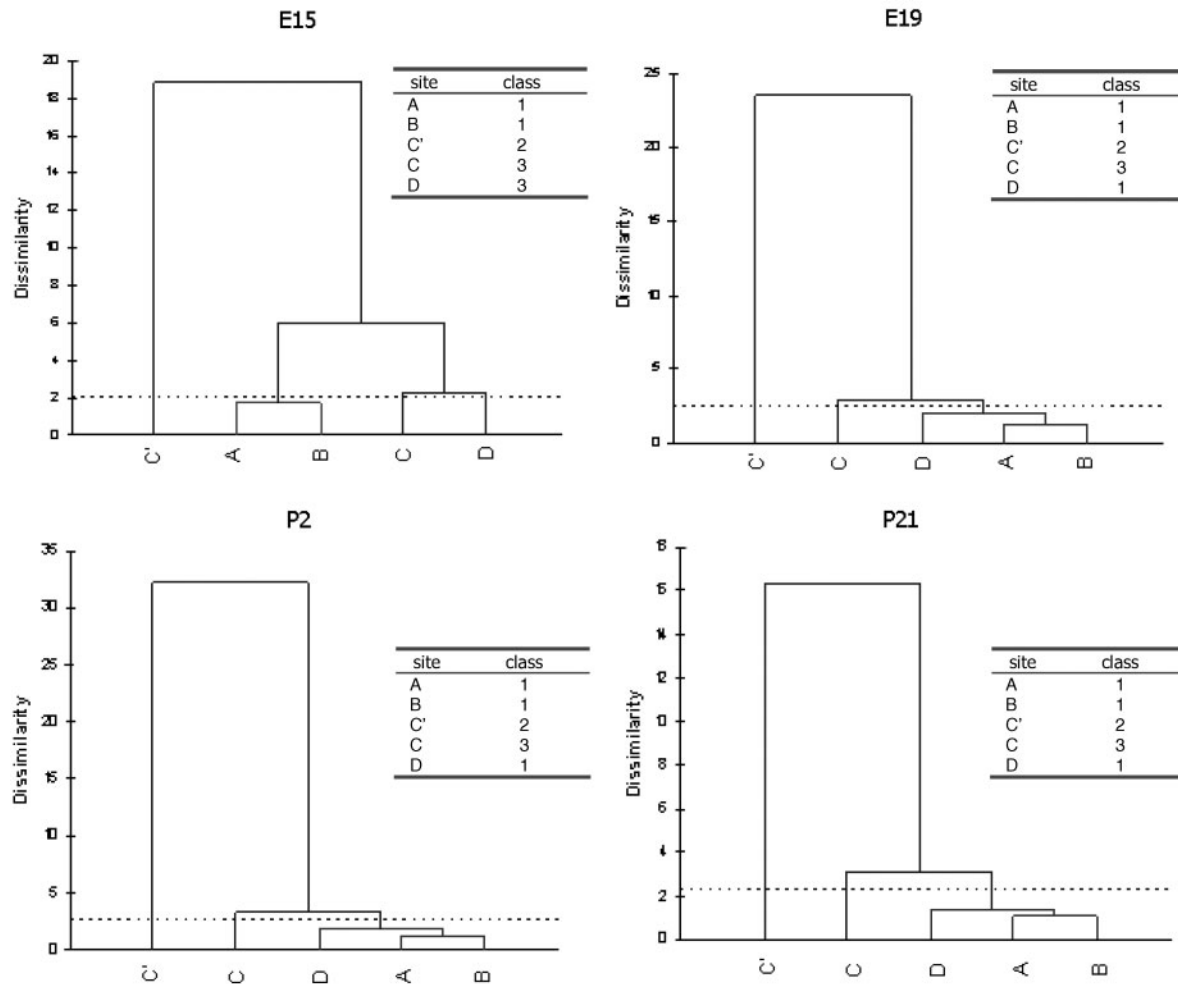 E15
Dissimilarity
20
18
16
14
12
10
8
6
4
2
0
site class
A 1
B 1
C' 2
C 3
D 3
C' A B C D
E19
Dissimilarity
25
20
15
10
5
0
site class
A 1
B 1
C' 2
C 3
D 1
C' C D A B
P2
Dissimilarity
35
30
25
20
15
10
5
0
site class
A 1
B 1
C' 2
C 3
D 1
C' C D A B
P21
Dissimilarity
18
16
14
12
10
8
6
4
2
0
site class
A 1
B 1
C' 2
C 3
D 1
C' C D A B